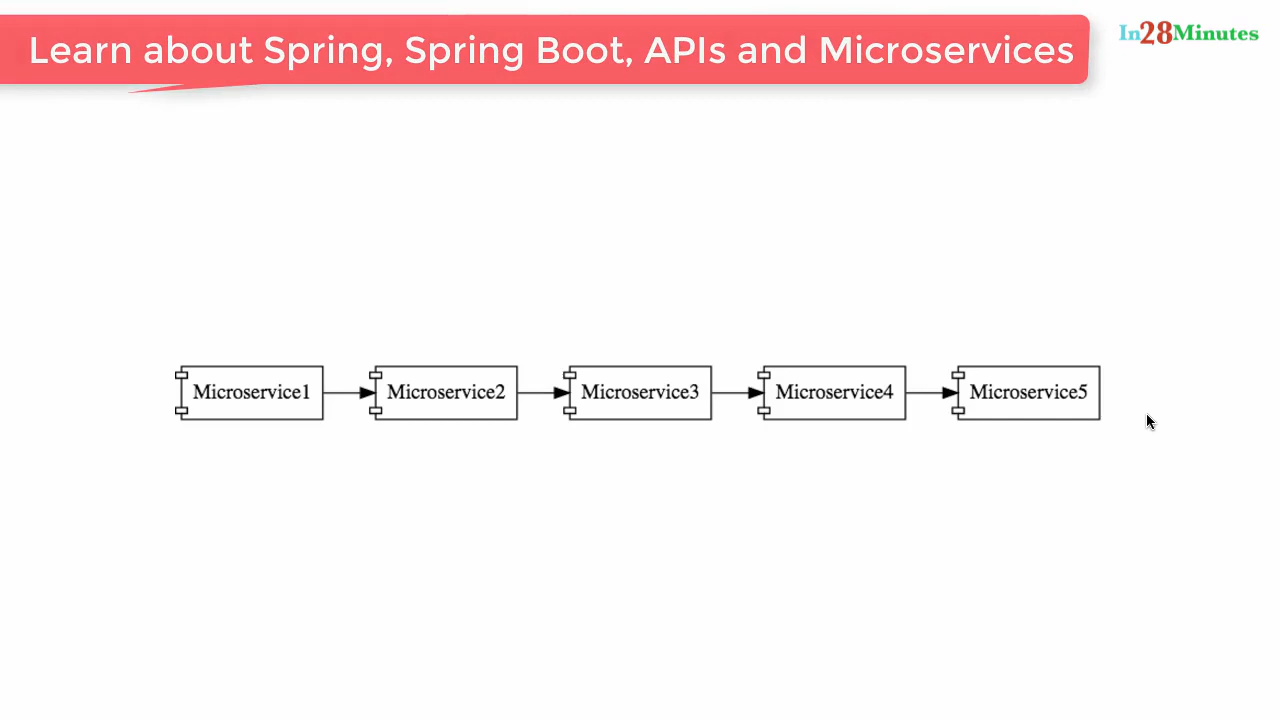 Learn about Spring, Spring Boot, APIs and Microservices
In28Minutes
Microservice1
Microservice2
Microservice3
Microservice4
Microservice5